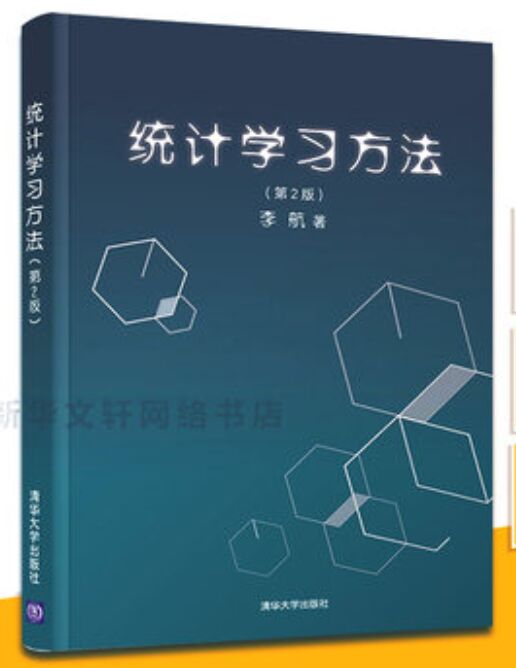 统计学习方法
（第2版）
李航 著
清华大学出版社
统计学习方法（第2版）
清华大学出版社
新华文轩网络书店